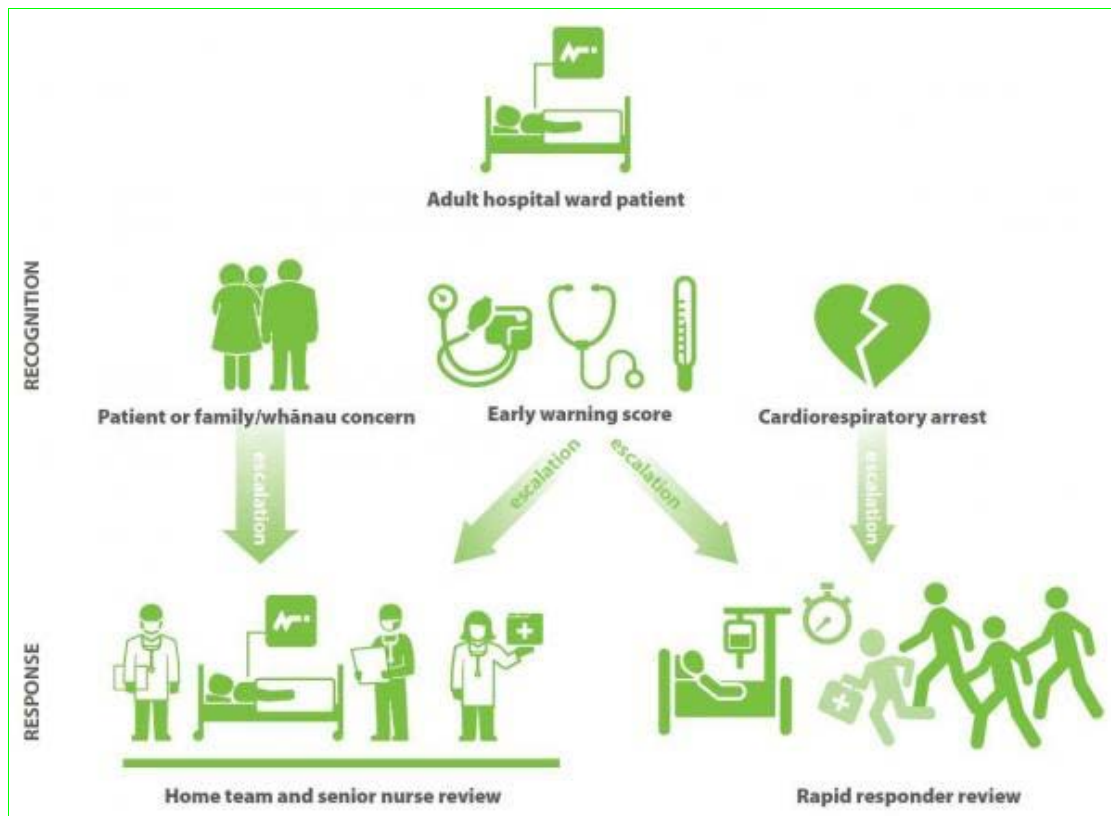 Adult hospital ward patient
RECOGNITION
Patient or family/whānau concern
Early warning score
Cardiorespiratory arrest
escalation
escalation
escalation
escalation
RESPONSE
Home team and senior nurse review
Rapid responder review